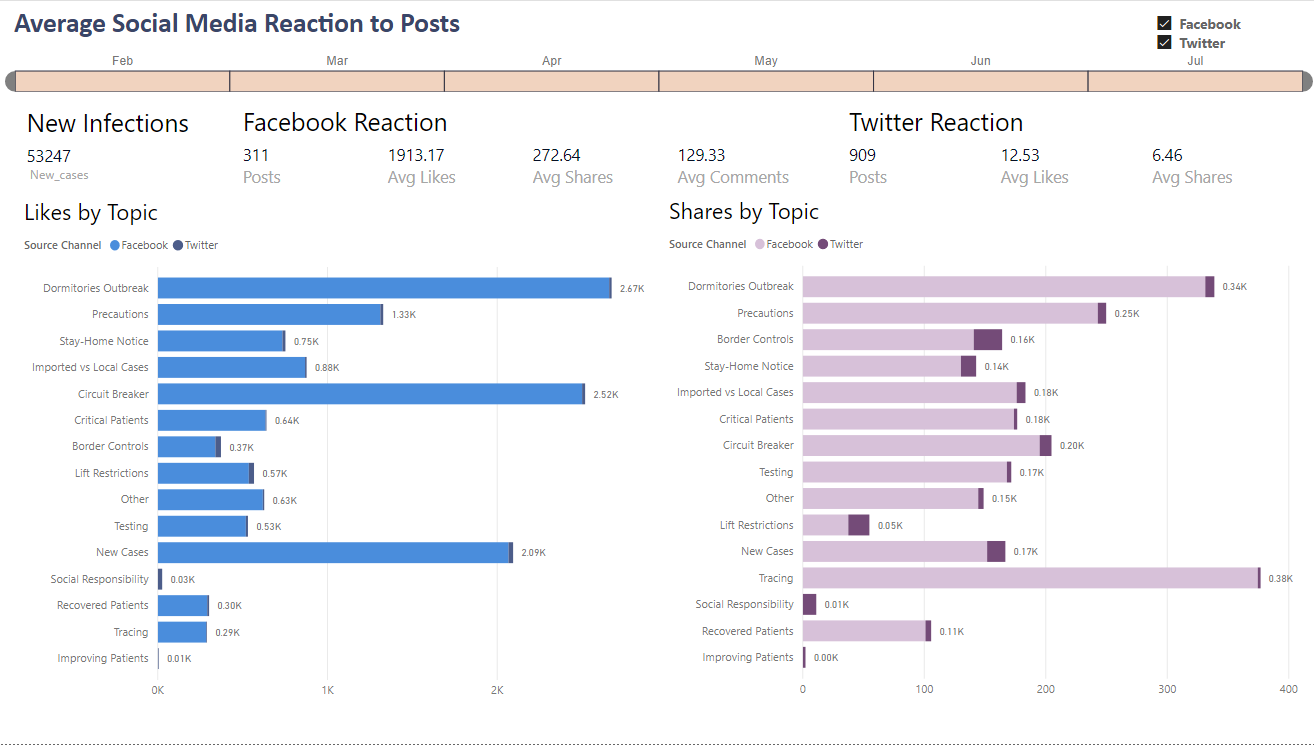 Average Social Media Reaction to Posts
Facebook
Twitter
Feb Mar Apr May Jun Jul
New Infections
53247
New_cases
Facebook Reaction
311 1913.17 272.64 129.33
Posts Avg Likes Avg Shares Avg Comments
Twitter Reaction
909 12.53 6.46
Posts Avg Likes Avg Shares
Likes by Topic
Source Channel Facebook Twitter
Dormitories Outbreak 2.67K
Precautions 1.33K
Stay-Home Notice 0.75K
Imported vs Local Cases 0.88K
Circuit Breaker 2.52K
Critical Patients 0.64K
Border Controls 0.37K
Lift Restrictions 0.57K
Other 0.63K
Testing 0.53K
New Cases 2.09K
Social Responsibility 0.03K
Recovered Patients 0.30K
Tracing 0.29K
Improving Patients 0.01K
0K 1K 2K
Shares by Topic
Source Channel Facebook Twitter
Dormitories Outbreak 0.34K
Precautions 0.25K
Border Controls 0.16K
Stay-Home Notice 0.14K
Imported vs Local Cases 0.18K
Critical Patients 0.18K
Circuit Breaker 0.20K
Testing 0.17K
Other 0.15K
Lift Restrictions 0.05K
New Cases 0.17K
Tracing 0.38K
Social Responsibility 0.01K
Recovered Patients 0.11K
Improving Patients 0.00K
0 100 200 300 400